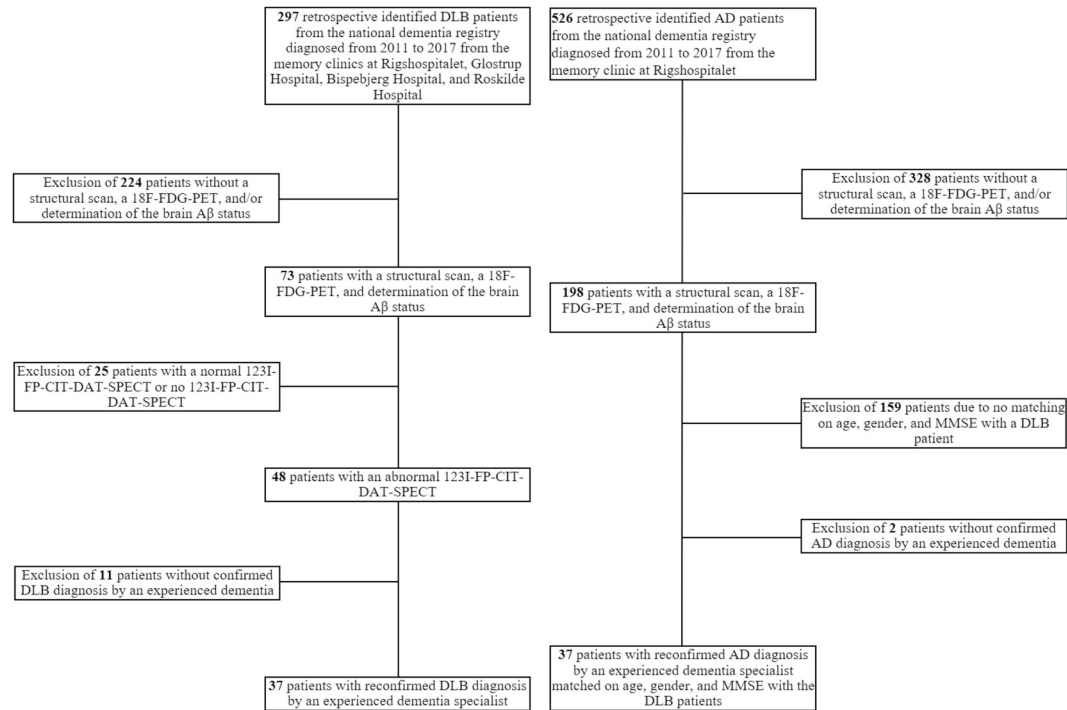 297 retrospective identified DLB patients
from the national dementia registry
diagnosed from 2011 to 2017 from the
memory clinics at Rigshospitalet, Glostrup
Hospital, Bispebjerg Hospital, and Roskilde
Hospital
Exclusion of 224 patients without a
structural scan, a 18F-FDG-PET, and/or
determination of the brain Aβ status
73 patients with a structural scan, a 18F-
FDG-PET, and determination of the brain
Aβ status
Exclusion of 25 patients with a normal 123I-
FP-CIT-DAT-SPECT or no 123I-FP-CIT-
DAT-SPECT
48 patients with an abnormal 123I-FP-CIT-
DAT-SPECT
Exclusion of 11 patients without confirmed
DLB diagnosis by an experienced dementia
37 patients with reconfirmed DLB diagnosis
by an experienced dementia specialist
526 retrospective identified AD patients
from the national dementia registry
diagnosed from 2011 to 2017 from the
memory clinic at Rigshospitalet
Exclusion of 328 patients without a
structural scan, a 18F-FDG-PET, and/or
determination of the brain Aβ status
198 patients with a structural scan, a 18F-
FDG-PET, and determination of the brain
Aβ status
Exclusion of 159 patients due to no matching
on age, gender, and MMSE with a DLB
patient
Exclusion of 2 patients without confirmed
AD diagnosis by an experienced dementia
37 patients with reconfirmed AD diagnosis
by an experienced dementia specialist
matched on age, gender, and MMSE with the
DLB patients